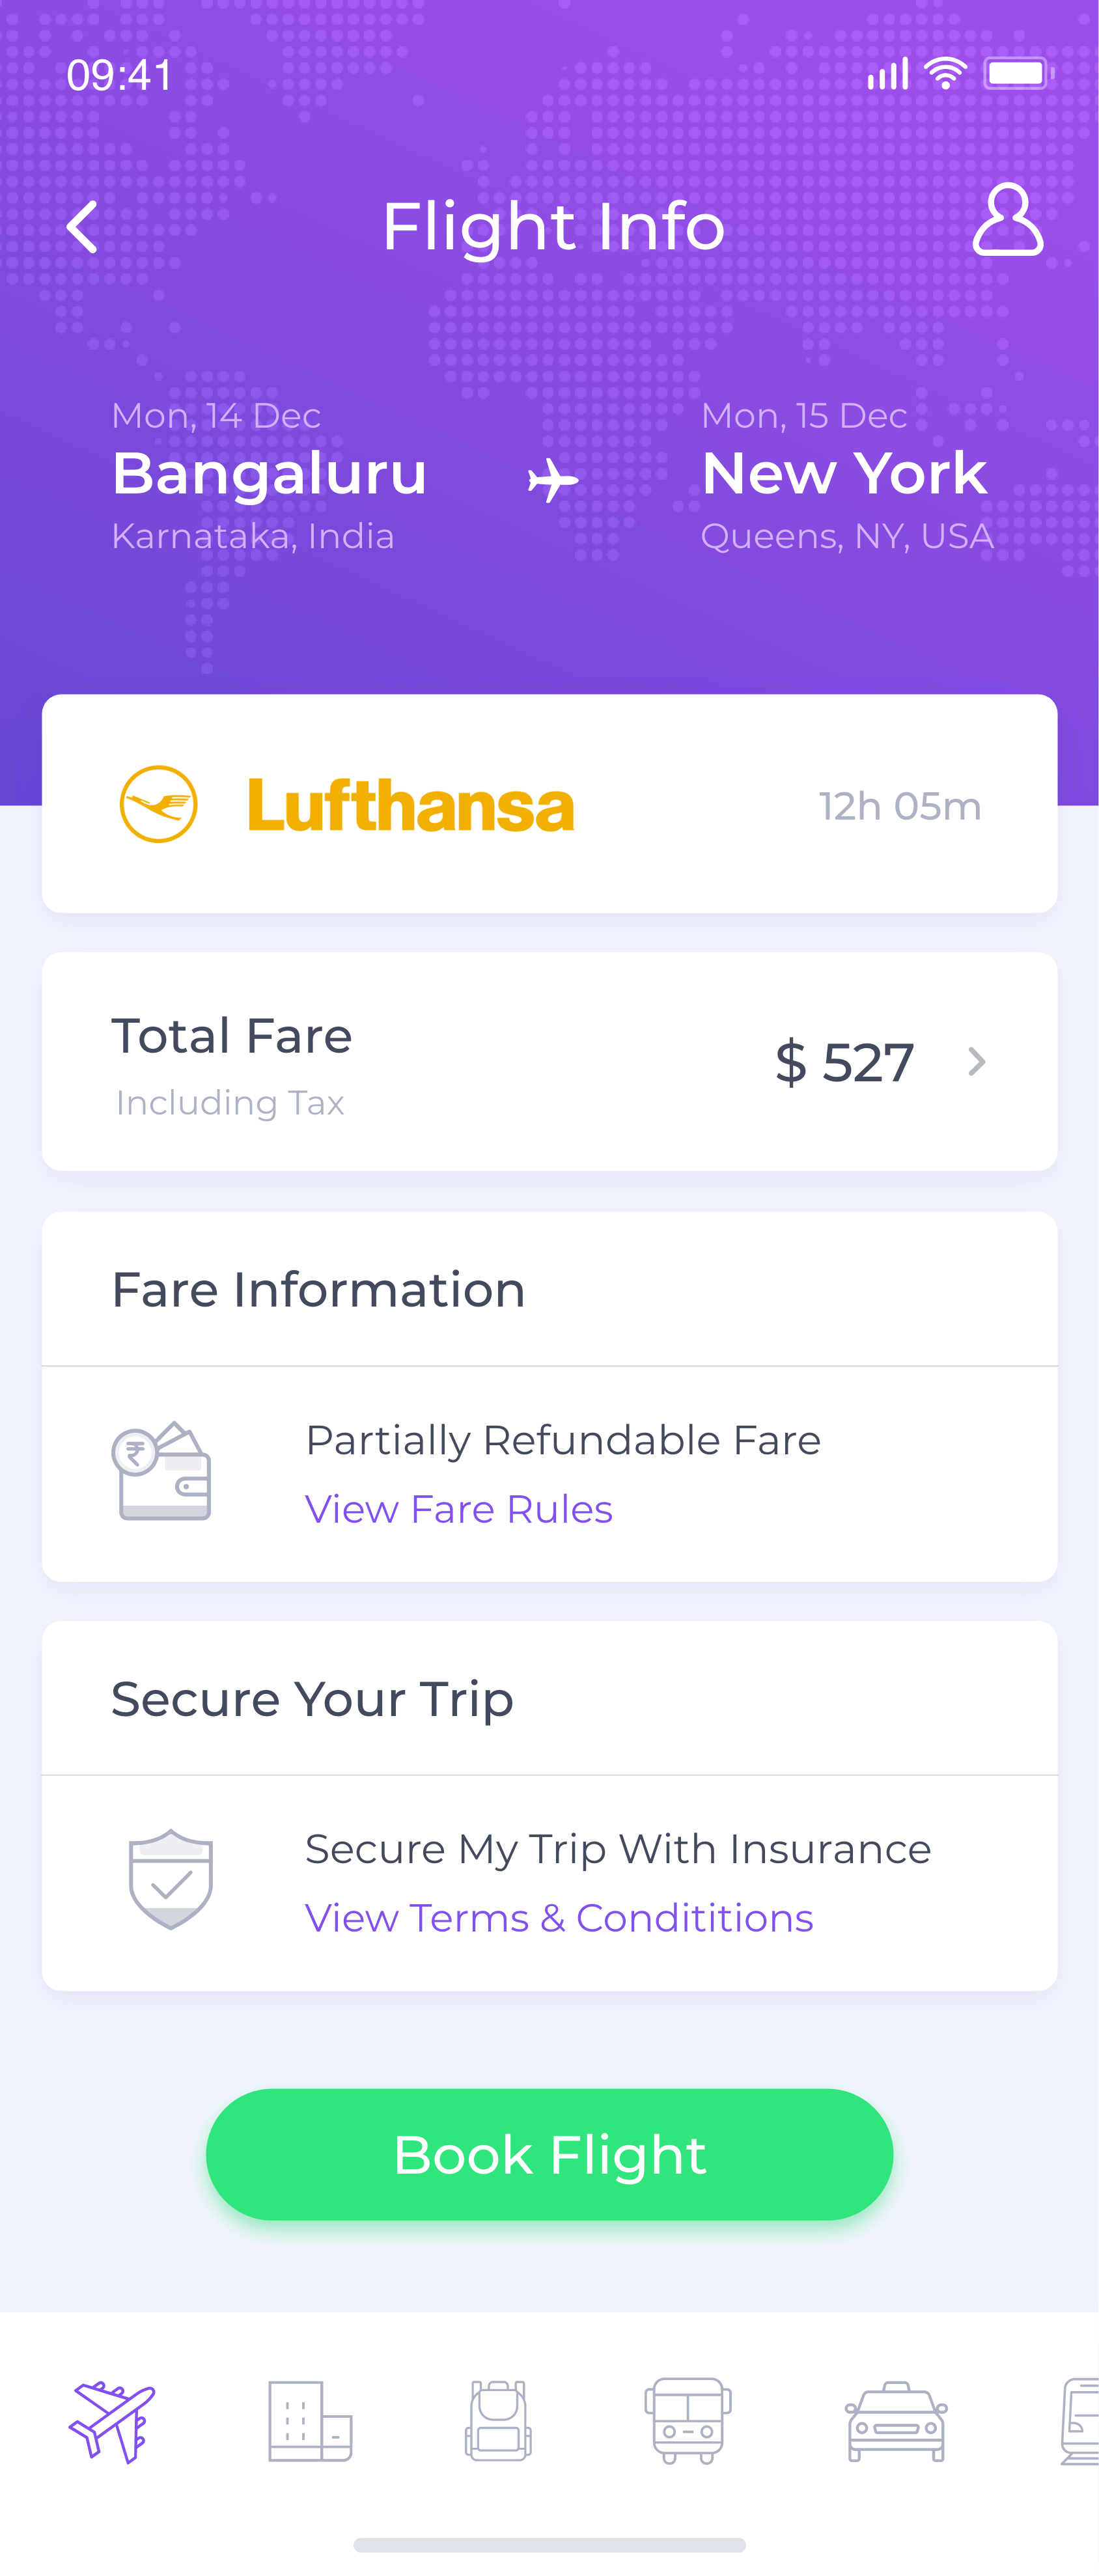 09:41
Flight Info
Mon, 14 Dec
Bangaluru
Karnataka, India
Mon, 15 Dec
New York
Queens, NY, USA
Lufthansa
12h 05m
Total Fare
Including Tax
$ 527
Fare Information
₹
Partially Refundable Fare
View Fare Rules
Secure Your Trip
Secure My Trip With Insurance
View Terms & Condititions
Book Flight